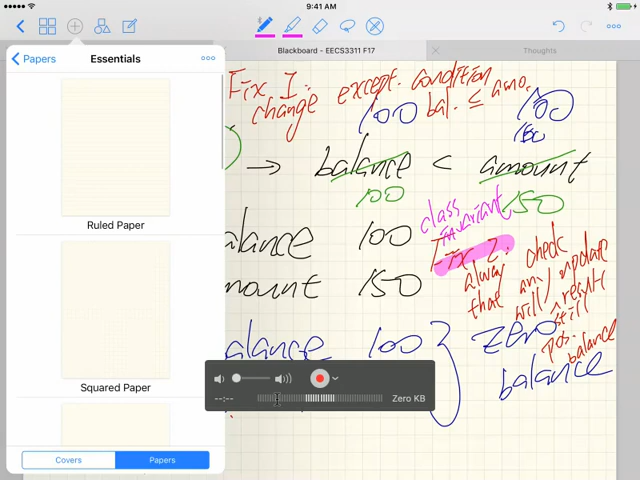 9:41 AM
Blackboard - EECS3311 F17
Thoughts
Papers
Essentials
Ruled Paper
Squared Paper
Covers
Papers
--:--
Zero KB
Fix I:
change except. condition
bal. ≤ amo.
100
100
150
→ balance < amount
100
150
class
invariant
alance 100
mount 150
Fix 2:
always check
that any update
will result
still
pos. balance
alance 100
zero
balance